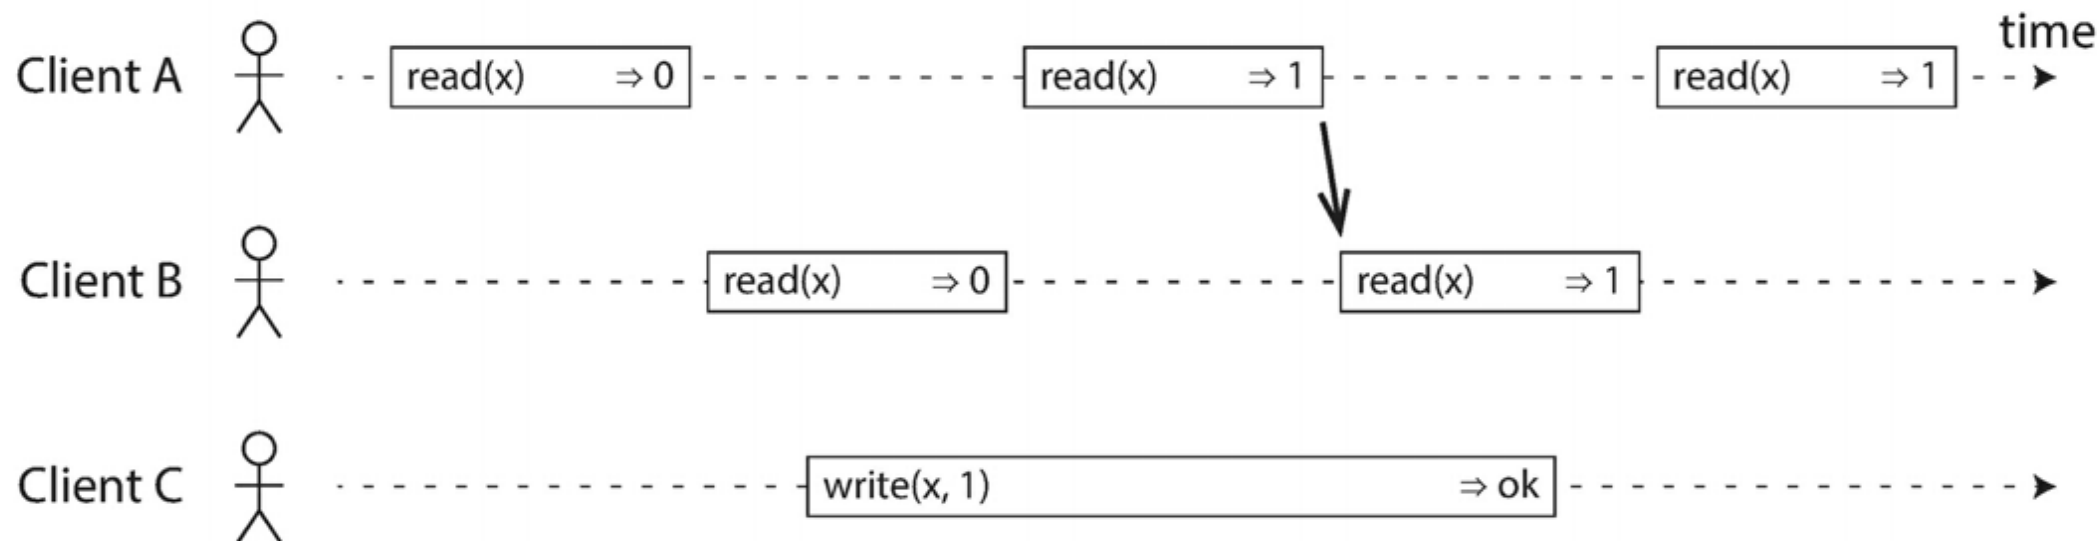 time
Client A read(x) ⇒ 0 read(x) ⇒ 1 read(x) ⇒ 1
Client B read(x) ⇒ 0 read(x) ⇒ 1
Client C write(x, 1) ⇒ ok